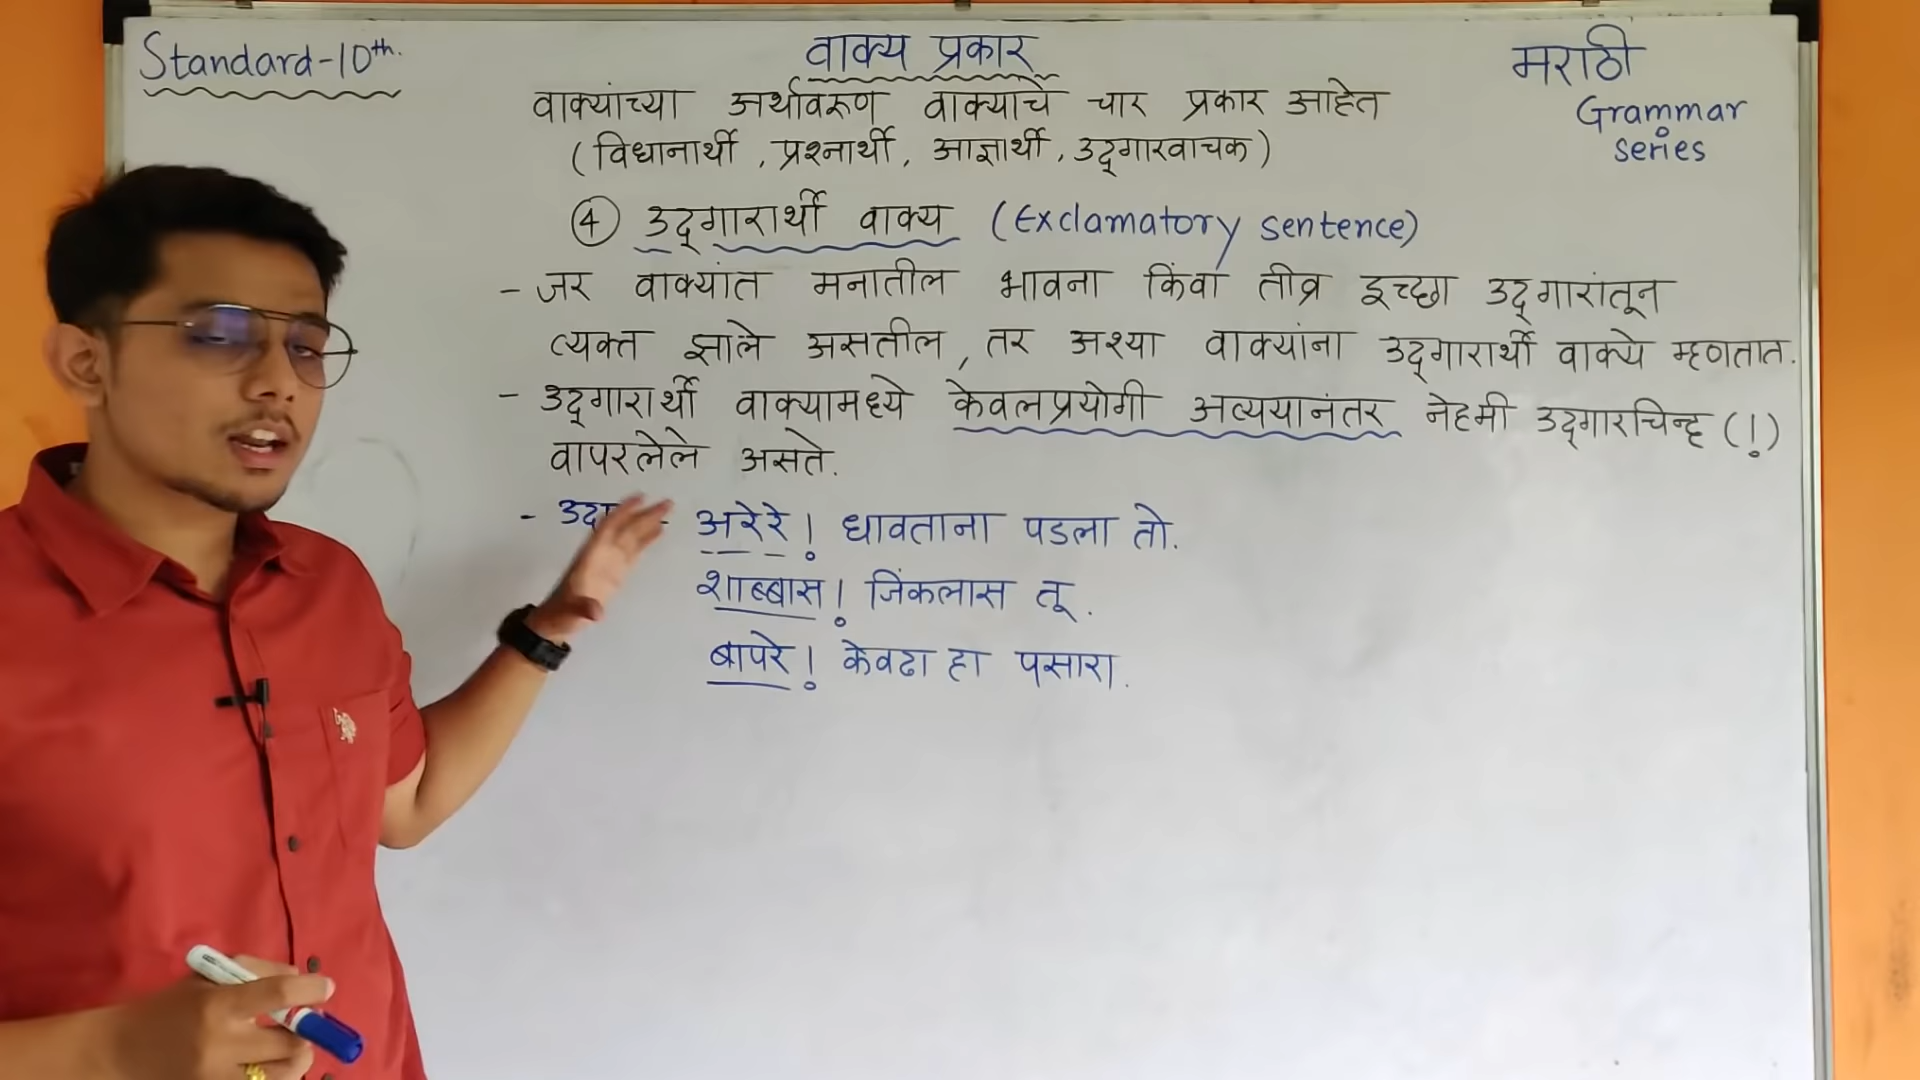 Standard-10th.
वाक्य प्रकार
मराठी
Grammar
series
वाक्यांच्या अर्थावरूण वाक्याचे चार प्रकार आहेत
(विधानार्थी, प्रश्नार्थी, आज्ञार्थी, उद्गारवाचक)
④ उद्गारार्थी वाक्य (Exclamatory sentence)
- जर वाक्यांत मनातील भावना किंवा तीव्र इच्छा उद्गारांतून
व्यक्त झाले असतील, तर अश्या वाक्यांना उद्गारार्थी वाक्ये म्हणतात.
- उद्गारार्थी वाक्यामध्ये केवलप्रयोगी अव्ययानंतर नेहमी उद्गारचिन्ह (!)
वापरलेले असते.
- अरेरे! धावताना पडला तो.
शाब्बास! जिंकलास तू.
बापरे! केवढा हा पसारा.